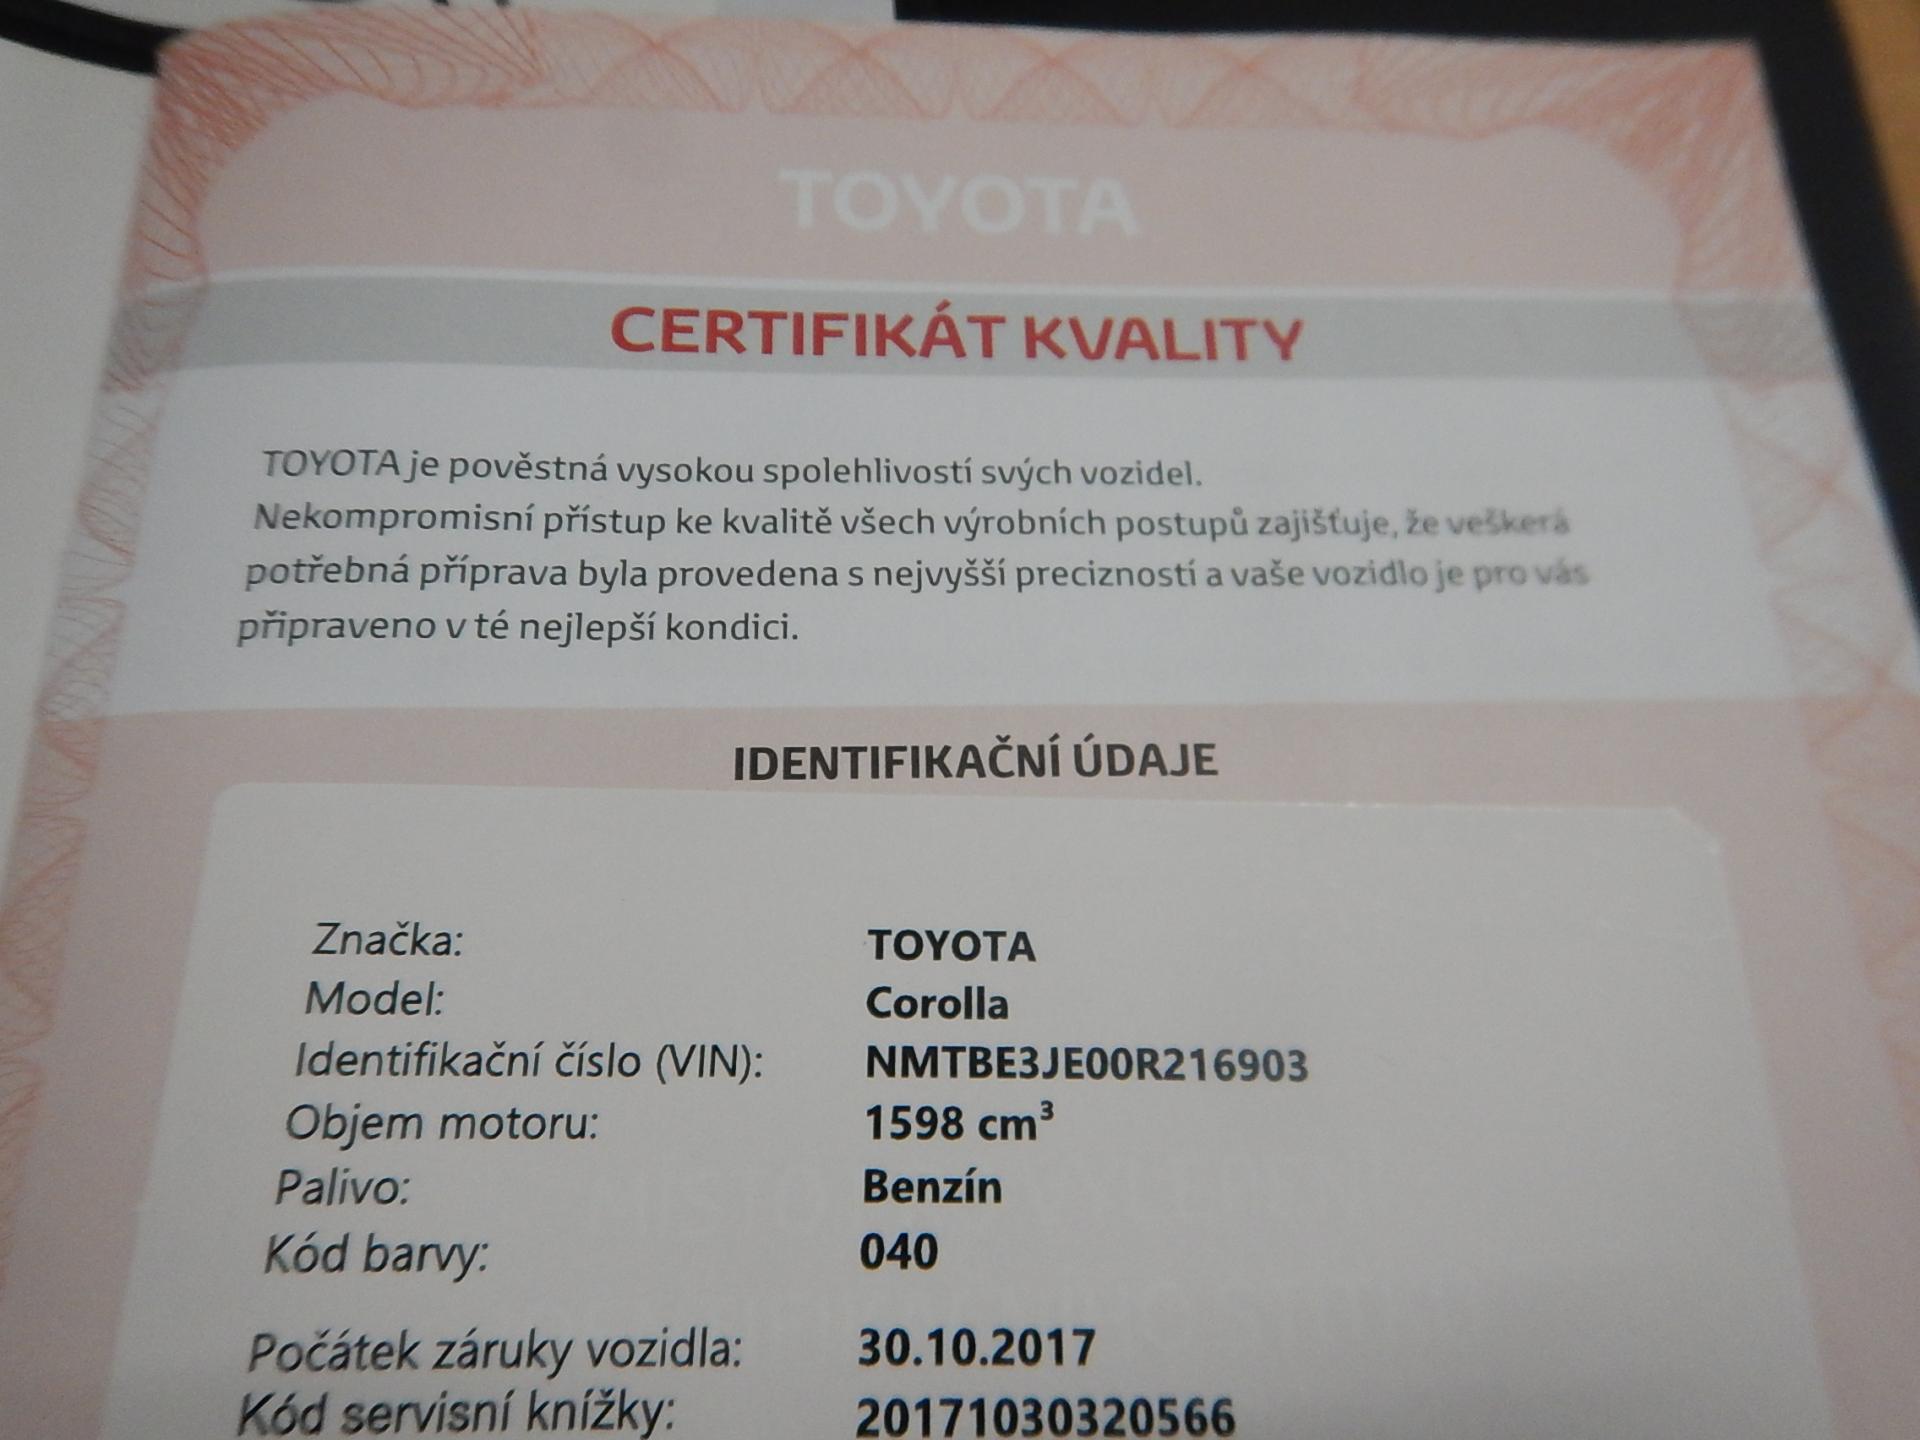 TOYOTA
CERTIFIKÁT KVALITY
TOYOTA je pověstná vysokou spolehlivostí svých vozidel.
Nekompromisní přístup ke kvalitě všech výrobních postupů zajišťuje, že veškerá
potřebná příprava byla provedena s nejvyšší precizností a vaše vozidlo je pro vás
připraveno v té nejlepší kondici.
IDENTIFIKAČNÍ ÚDAJE
Značka: TOYOTA
Model: Corolla
Identifikační číslo (VIN): NMTBE3JE00R216903
Objem motoru: 1598 cm³
Palivo: Benzín
Kód barvy: 040
Počátek záruky vozidla: 30.10.2017
Kód servisní knížky: 20171030320566